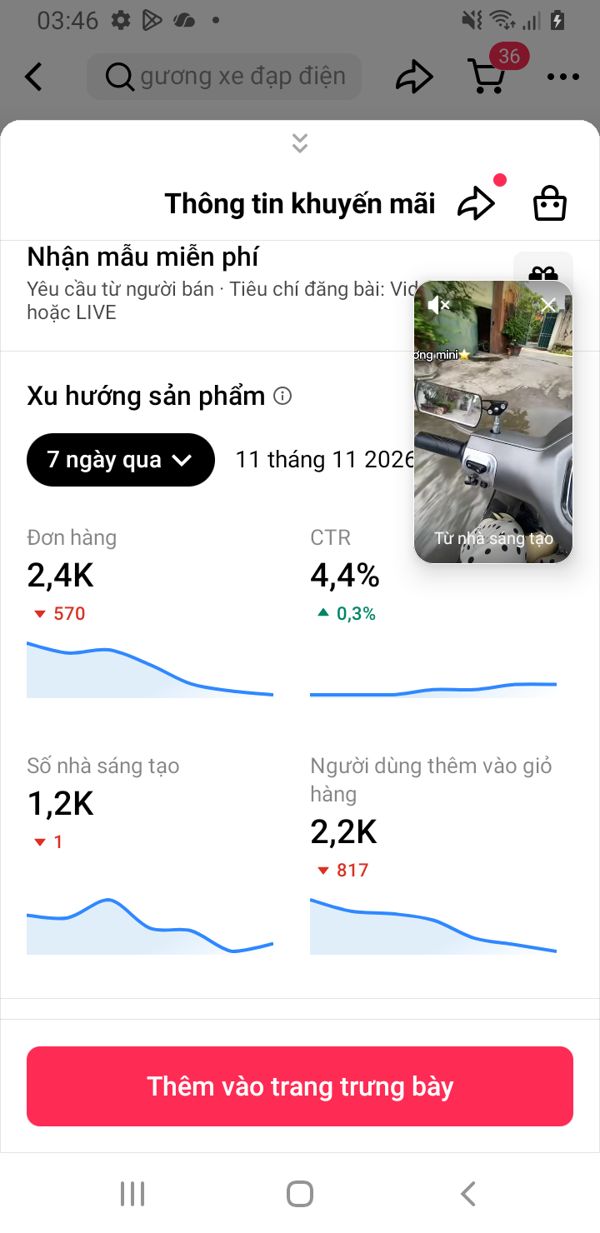 03:46
gương xe đạp điện
36
Thông tin khuyến mãi
Nhận mẫu miễn phí
Yêu cầu từ người bán · Tiêu chí đăng bài: Vid
hoặc LIVE
ơng mini⭐
Xu hướng sản phẩm
7 ngày qua
11 tháng 11 2026
Từ nhà sáng tạo
Đơn hàng
2,4K
570
CTR
4,4%
0,3%
Số nhà sáng tạo
1,2K
1
Người dùng thêm vào giỏ
hàng
2,2K
817
Thêm vào trang trưng bày